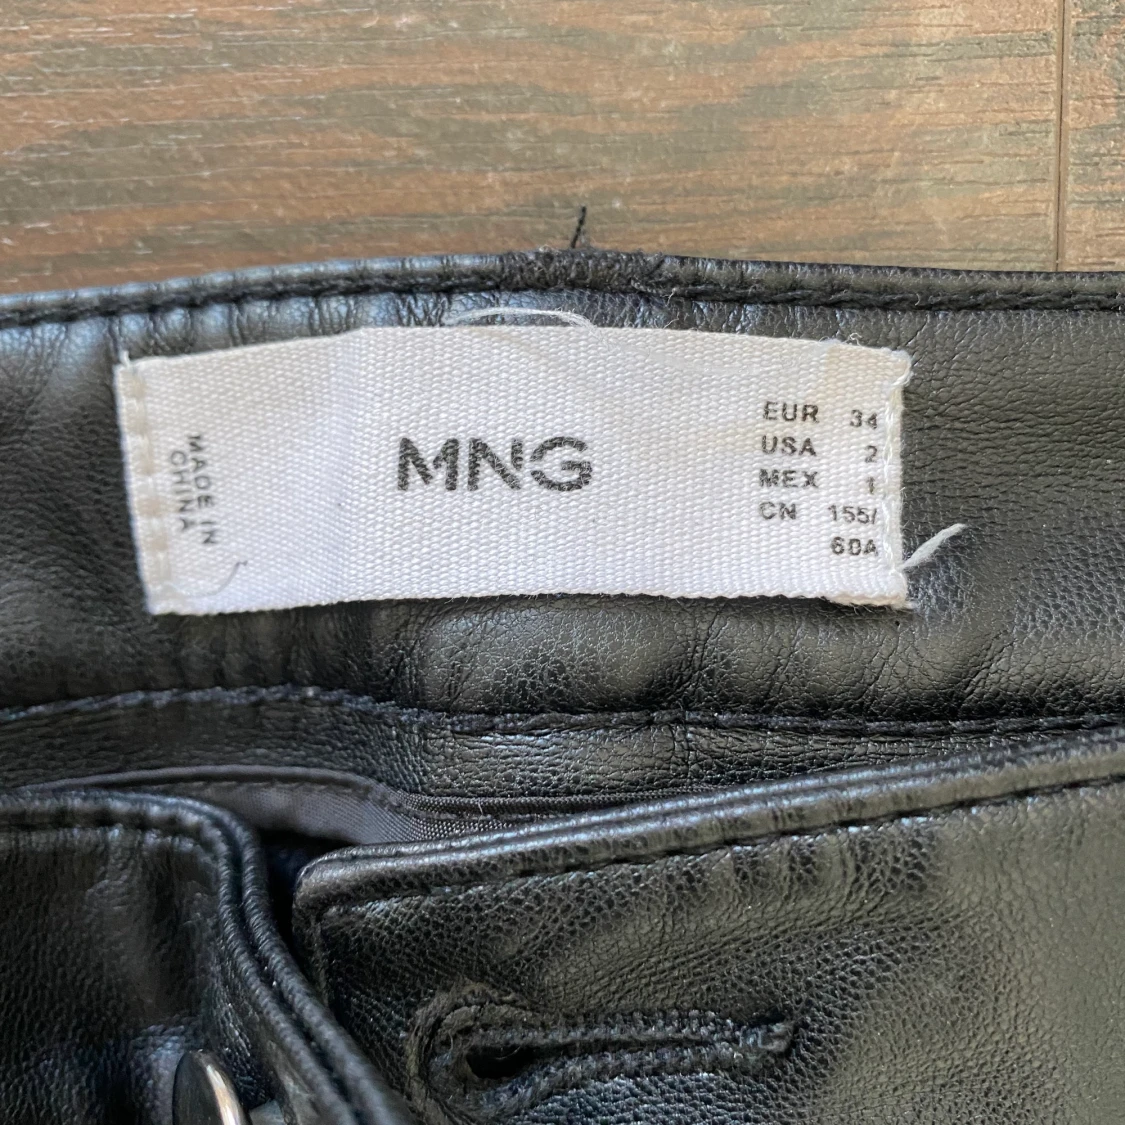 MADE IN
CHINA
MNG
EUR 34
USA 2
MEX 1
CN 155/
60A